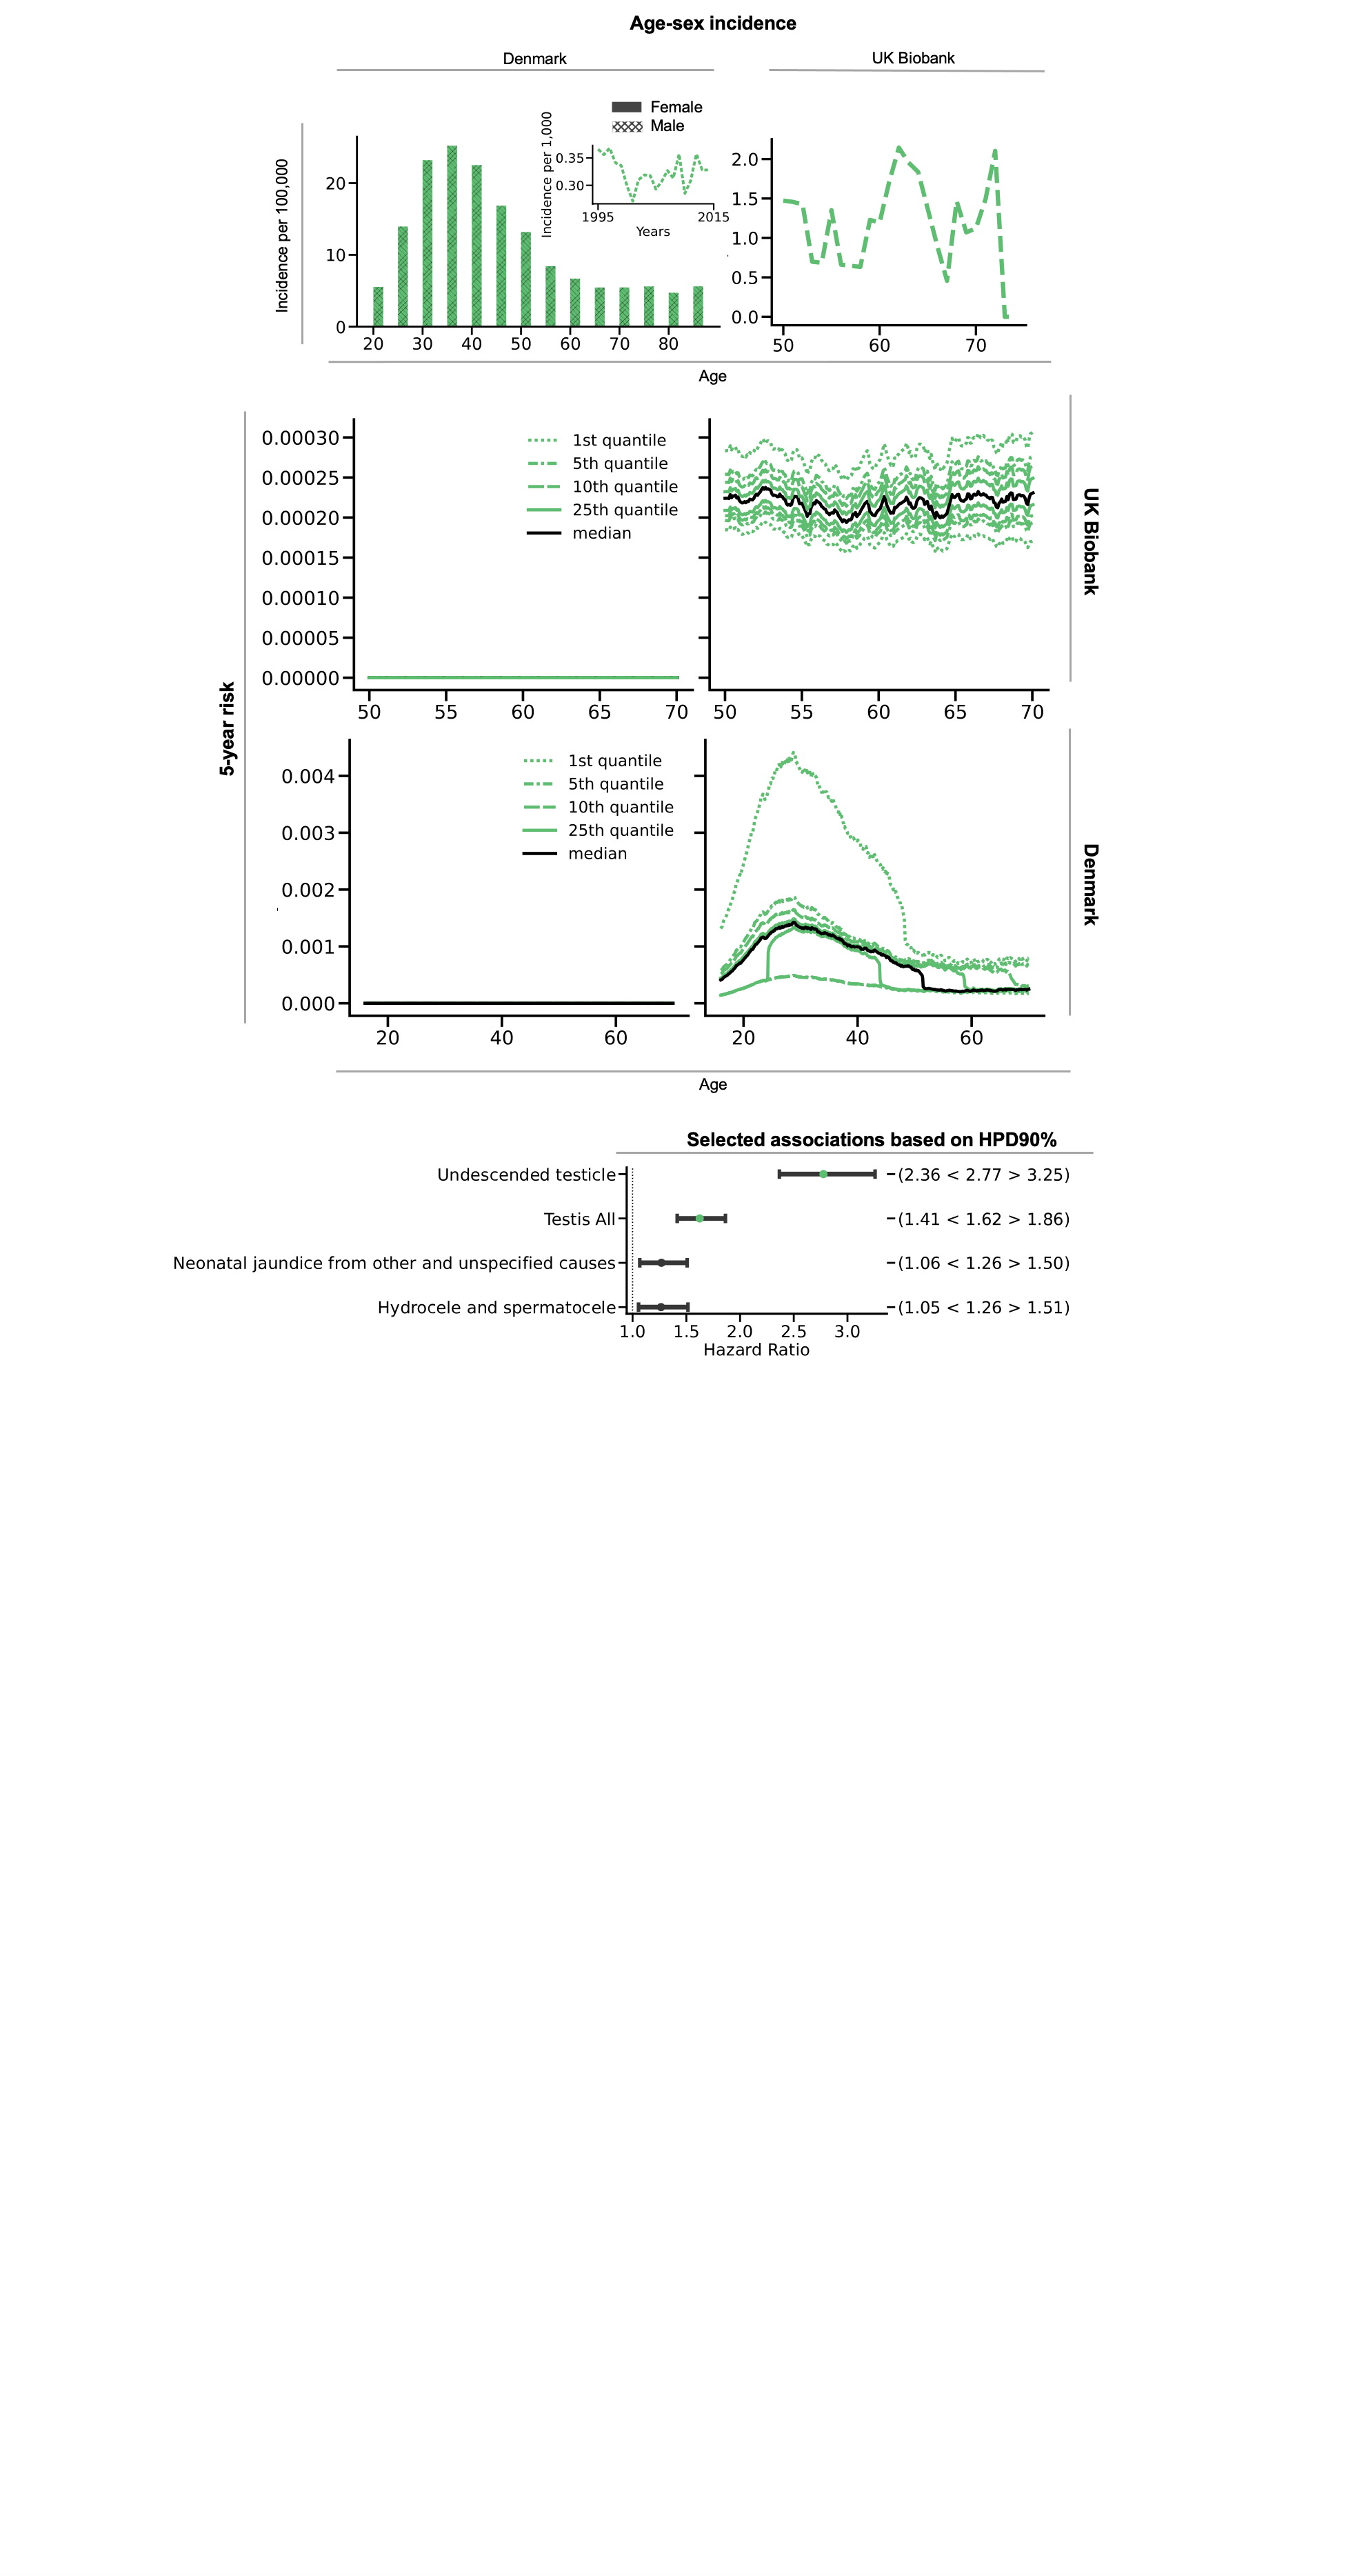 Age-sex incidence
Denmark
UK Biobank
Female
Male
Incidence per 100,000
20
10
0
20 30 40 50 60 70 80
Incidence per 1,000
0.35
0.30
1995 2015
Years
2.0
1.5
1.0
0.5
0.0
50 60 70
Age
5-year risk
0.00030
0.00025
0.00020
0.00015
0.00010
0.00005
0.00000
1st quantile
5th quantile
10th quantile
25th quantile
median
50 55 60 65 70
50 55 60 65 70
UK Biobank
0.004
0.003
0.002
0.001
0.000
1st quantile
5th quantile
10th quantile
25th quantile
median
20 40 60
20 40 60
Denmark
Age
Selected associations based on HPD90%
Undescended testicle (2.36 < 2.77 > 3.25)
Testis All (1.41 < 1.62 > 1.86)
Neonatal jaundice from other and unspecified causes (1.06 < 1.26 > 1.50)
Hydrocele and spermatocele (1.05 < 1.26 > 1.51)
1.0 1.5 2.0 2.5 3.0
Hazard Ratio